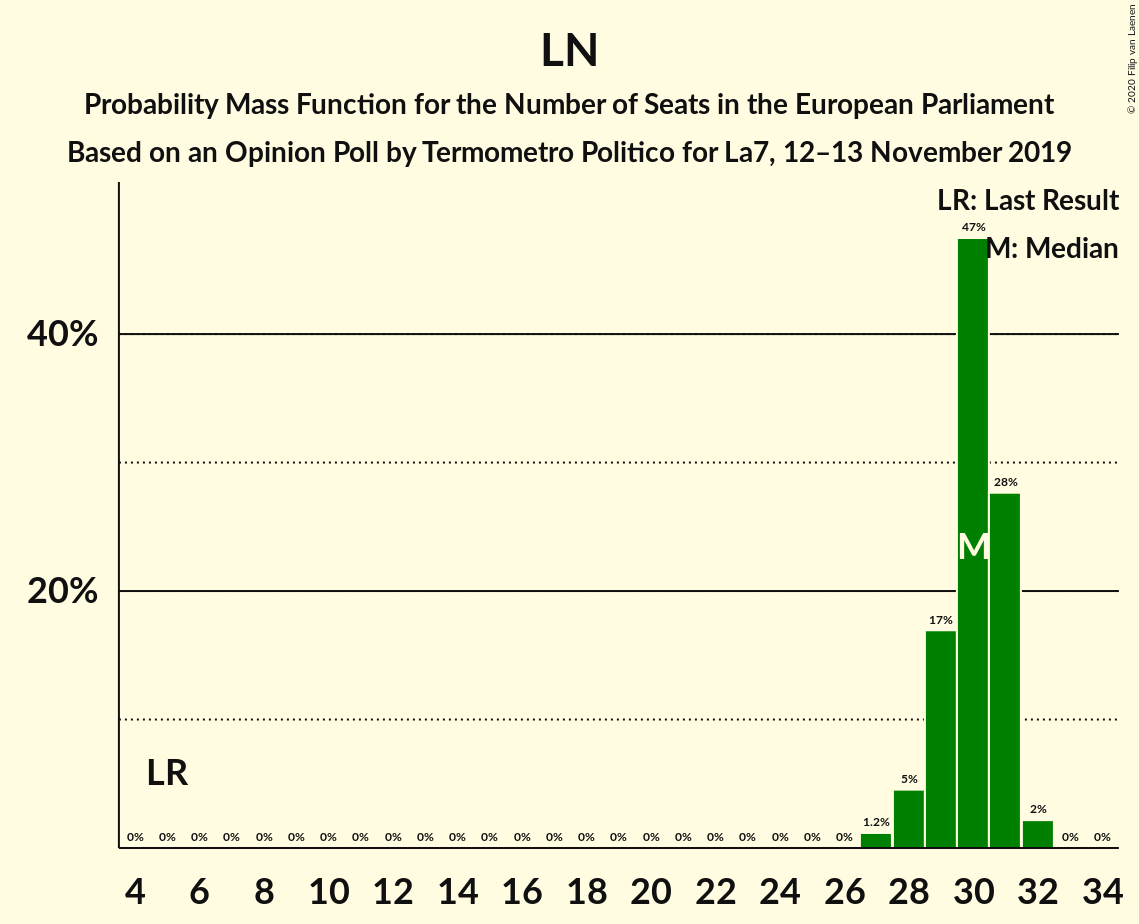 LN
Probability Mass Function for the Number of Seats in the European Parliament
Based on an Opinion Poll by Termometro Politico for La7, 12–13 November 2019
© 2020 Filip van Laenen
LR: Last Result
M: Median
47%
40%
28%
M
20%
17%
LR
5%
2%
1.2%
0% 0% 0% 0% 0% 0% 0% 0% 0% 0% 0% 0% 0% 0% 0% 0% 0% 0% 0% 0% 0% 0% 0% 0% 0%
4 6 8 10 12 14 16 18 20 22 24 26 28 30 32 34